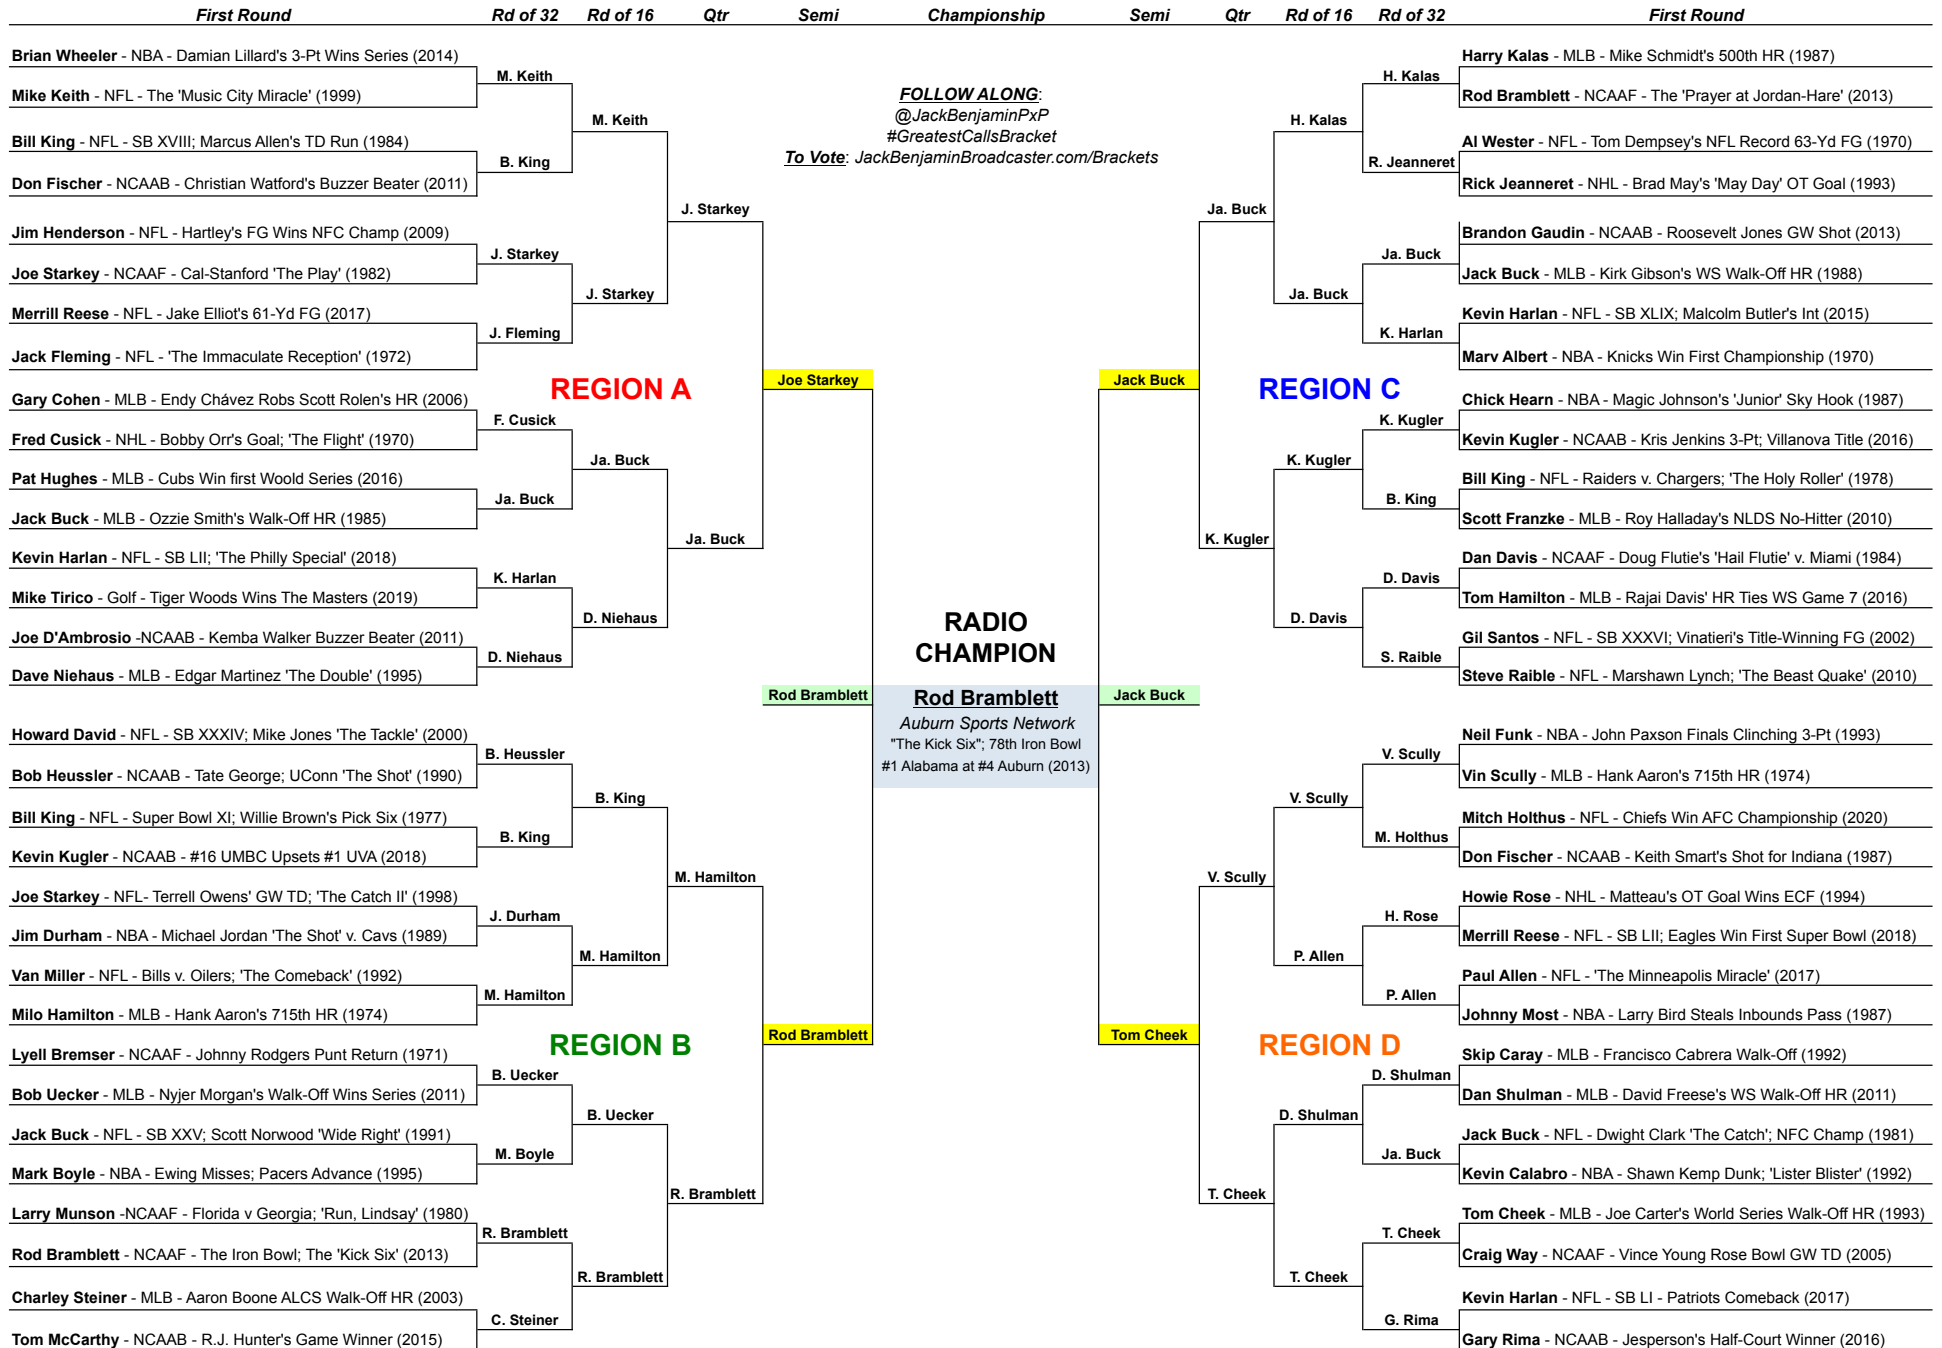 First Round Rd of 32 Rd of 16 Qtr Semi Championship Semi Qtr Rd of 16 Rd of 32 First Round
Brian Wheeler - NBA - Damian Lillard's 3-Pt Wins Series (2014)
M. Keith
Mike Keith - NFL - The 'Music City Miracle' (1999)
M. Keith
Bill King - NFL - SB XVIII; Marcus Allen's TD Run (1984)
B. King
Don Fischer - NCAAB - Christian Watford's Buzzer Beater (2011)
J. Starkey
Jim Henderson - NFL - Hartley's FG Wins NFC Champ (2009)
J. Starkey
Joe Starkey - NCAAF - Cal-Stanford 'The Play' (1982)
J. Starkey
Merrill Reese - NFL - Jake Elliot's 61-Yd FG (2017)
J. Fleming
Jack Fleming - NFL - 'The Immaculate Reception' (1972)
REGION A
Joe Starkey
Gary Cohen - MLB - Endy Chávez Robs Scott Rolen's HR (2006)
F. Cusick
Fred Cusick - NHL - Bobby Orr's Goal; 'The Flight' (1970)
Ja. Buck
Pat Hughes - MLB - Cubs Win first Woold Series (2016)
Ja. Buck
Jack Buck - MLB - Ozzie Smith's Walk-Off HR (1985)
Ja. Buck
Kevin Harlan - NFL - SB LII; 'The Philly Special' (2018)
K. Harlan
Mike Tirico - Golf - Tiger Woods Wins The Masters (2019)
D. Niehaus
Joe D'Ambrosio -NCAAB - Kemba Walker Buzzer Beater (2011)
D. Niehaus
Dave Niehaus - MLB - Edgar Martinez 'The Double' (1995)
Rod Bramblett
Howard David - NFL - SB XXXIV; Mike Jones 'The Tackle' (2000)
B. Heussler
Bob Heussler - NCAAB - Tate George; UConn 'The Shot' (1990)
B. King
Bill King - NFL - Super Bowl XI; Willie Brown's Pick Six (1977)
B. King
Kevin Kugler - NCAAB - #16 UMBC Upsets #1 UVA (2018)
M. Hamilton
Joe Starkey - NFL- Terrell Owens' GW TD; 'The Catch II' (1998)
J. Durham
Jim Durham - NBA - Michael Jordan 'The Shot' v. Cavs (1989)
M. Hamilton
Van Miller - NFL - Bills v. Oilers; 'The Comeback' (1992)
M. Hamilton
Milo Hamilton - MLB - Hank Aaron's 715th HR (1974)
REGION B
Rod Bramblett
Lyell Bremser - NCAAF - Johnny Rodgers Punt Return (1971)
B. Uecker
Bob Uecker - MLB - Nyjer Morgan's Walk-Off Wins Series (2011)
B. Uecker
Jack Buck - NFL - SB XXV; Scott Norwood 'Wide Right' (1991)
M. Boyle
Mark Boyle - NBA - Ewing Misses; Pacers Advance (1995)
R. Bramblett
Larry Munson -NCAAF - Florida v Georgia; 'Run, Lindsay' (1980)
R. Bramblett
Rod Bramblett - NCAAF - The Iron Bowl; The 'Kick Six' (2013)
R. Bramblett
Charley Steiner - MLB - Aaron Boone ALCS Walk-Off HR (2003)
C. Steiner
Tom McCarthy - NCAAB - R.J. Hunter's Game Winner (2015)
FOLLOW ALONG:
@JackBenjaminPxP
#GreatestCallsBracket
To Vote: JackBenjaminBroadcaster.com/Brackets
RADIO
CHAMPION
Rod Bramblett
Auburn Sports Network
"The Kick Six"; 78th Iron Bowl
#1 Alabama at #4 Auburn (2013)
Harry Kalas - MLB - Mike Schmidt's 500th HR (1987)
H. Kalas
Rod Bramblett - NCAAF - The 'Prayer at Jordan-Hare' (2013)
H. Kalas
Al Wester - NFL - Tom Dempsey's NFL Record 63-Yd FG (1970)
R. Jeanneret
Rick Jeanneret - NHL - Brad May's 'May Day' OT Goal (1993)
Ja. Buck
Brandon Gaudin - NCAAB - Roosevelt Jones GW Shot (2013)
Ja. Buck
Jack Buck - MLB - Kirk Gibson's WS Walk-Off HR (1988)
Ja. Buck
Kevin Harlan - NFL - SB XLIX; Malcolm Butler's Int (2015)
K. Harlan
Marv Albert - NBA - Knicks Win First Championship (1970)
Jack Buck
REGION C
Chick Hearn - NBA - Magic Johnson's 'Junior' Sky Hook (1987)
K. Kugler
Kevin Kugler - NCAAB - Kris Jenkins 3-Pt; Villanova Title (2016)
K. Kugler
Bill King - NFL - Raiders v. Chargers; 'The Holy Roller' (1978)
B. King
Scott Franzke - MLB - Roy Halladay's NLDS No-Hitter (2010)
K. Kugler
Dan Davis - NCAAF - Doug Flutie's 'Hail Flutie' v. Miami (1984)
D. Davis
Tom Hamilton - MLB - Rajai Davis' HR Ties WS Game 7 (2016)
D. Davis
Gil Santos - NFL - SB XXXVI; Vinatieri's Title-Winning FG (2002)
S. Raible
Steve Raible - NFL - Marshawn Lynch; 'The Beast Quake' (2010)
Jack Buck
Neil Funk - NBA - John Paxson Finals Clinching 3-Pt (1993)
V. Scully
Vin Scully - MLB - Hank Aaron's 715th HR (1974)
V. Scully
Mitch Holthus - NFL - Chiefs Win AFC Championship (2020)
M. Holthus
Don Fischer - NCAAB - Keith Smart's Shot for Indiana (1987)
V. Scully
Howie Rose - NHL - Matteau's OT Goal Wins ECF (1994)
H. Rose
Merrill Reese - NFL - SB LII; Eagles Win First Super Bowl (2018)
P. Allen
Paul Allen - NFL - 'The Minneapolis Miracle' (2017)
P. Allen
Johnny Most - NBA - Larry Bird Steals Inbounds Pass (1987)
Tom Cheek
REGION D
Skip Caray - MLB - Francisco Cabrera Walk-Off (1992)
D. Shulman
Dan Shulman - MLB - David Freese's WS Walk-Off HR (2011)
D. Shulman
Jack Buck - NFL - Dwight Clark 'The Catch'; NFC Champ (1981)
Ja. Buck
Kevin Calabro - NBA - Shawn Kemp Dunk; 'Lister Blister' (1992)
T. Cheek
Tom Cheek - MLB - Joe Carter's World Series Walk-Off HR (1993)
T. Cheek
Craig Way - NCAAF - Vince Young Rose Bowl GW TD (2005)
T. Cheek
Kevin Harlan - NFL - SB LI - Patriots Comeback (2017)
G. Rima
Gary Rima - NCAAB - Jesperson's Half-Court Winner (2016)